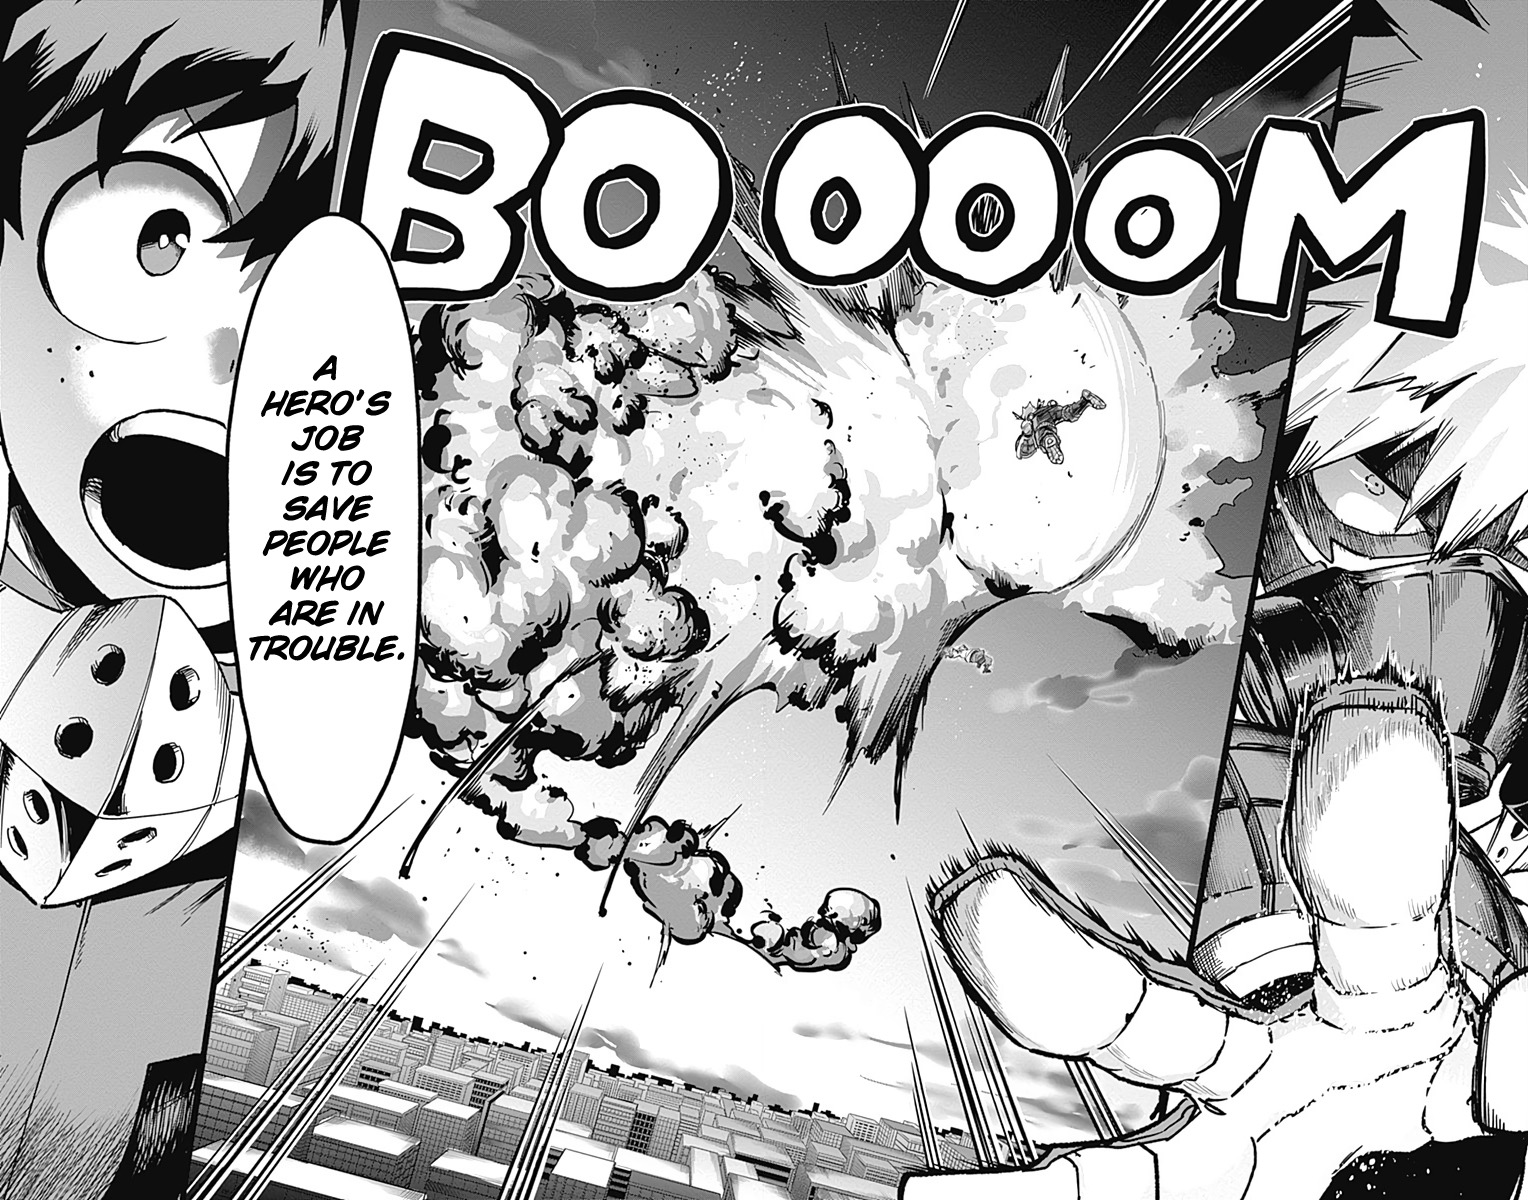 BOOOOM
A
HERO'S
JOB
IS TO
SAVE
PEOPLE
WHO
ARE IN
TROUBLE.